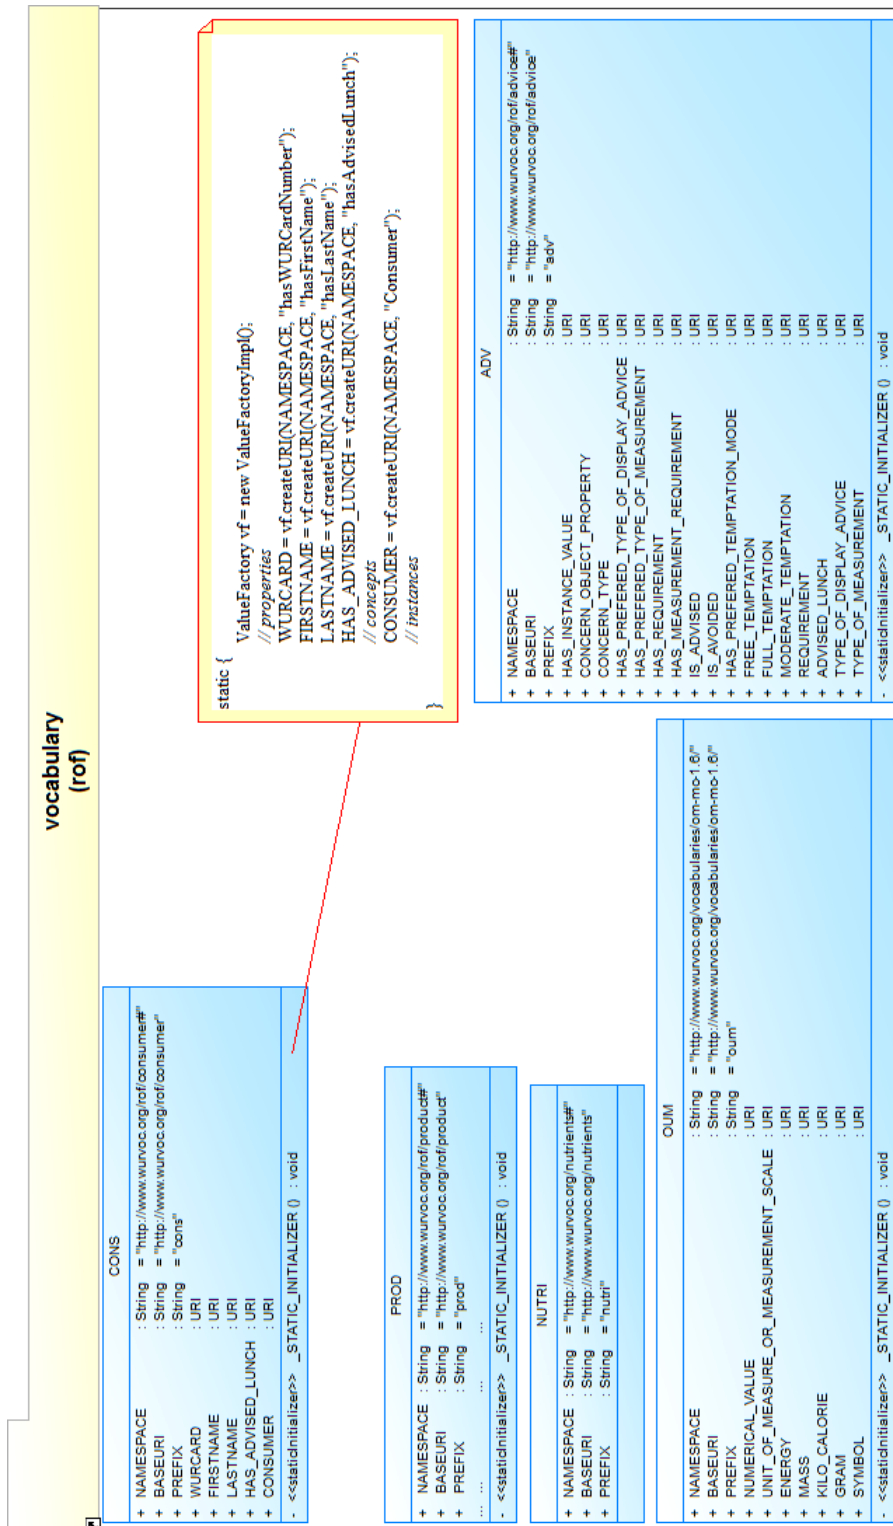 vocabulary
(rof)
CONS
+ NAMESPACE : String = "http://www.wurvoc.org/rof/consumer#"
+ BASEURI : String = "http://www.wurvoc.org/rof/consumer"
+ PREFIX : String = "cons"
+ WURCARD : URI
+ FIRSTNAME : URI
+ LASTNAME : URI
+ HAS_ADVISED_LUNCH : URI
+ CONSUMER : URI
- <<staticInitializer>> _STATIC_INITIALIZER () : void
static {
ValueFactory vf = new ValueFactoryImpl();
// properties
WURCARD = vf.createURI(NAMESPACE, "hasWURCardNumber");
FIRSTNAME = vf.createURI(NAMESPACE, "hasFirstName");
LASTNAME = vf.createURI(NAMESPACE, "hasLastName");
HAS_ADVISED_LUNCH = vf.createURI(NAMESPACE, "hasAdvisedLunch");
// concepts
CONSUMER = vf.createURI(NAMESPACE, "Consumer");
// instances
}
PROD
+ NAMESPACE : String = "http://www.wurvoc.org/rof/product#"
+ BASEURI : String = "http://www.wurvoc.org/rof/product"
+ PREFIX : String = "prod"
... ... ... ...
- <<staticInitializer>> _STATIC_INITIALIZER () : void
NUTRI
+ NAMESPACE : String = "http://www.wurvoc.org/nutrients#"
+ BASEURI : String = "http://www.wurvoc.org/nutrients"
+ PREFIX : String = "nutri"
OUM
+ NAMESPACE : String = "http://www.wurvoc.org/vocabularies/om-mo-1.6/"
+ BASEURI : String = "http://www.wurvoc.org/vocabularies/om-mo-1.6/"
+ PREFIX : String = "oum"
+ NUMERICAL_VALUE : URI
+ UNIT_OF_MEASURE_OR_MEASUREMENT_SCALE : URI
+ ENERGY : URI
+ MASS : URI
+ KILO_CALORIE : URI
+ GRAM : URI
+ SYMBOL : URI
- <<staticInitializer>> _STATIC_INITIALIZER () : void
ADV
+ NAMESPACE : String = "http://www.wurvoc.org/rof/advice#"
+ BASEURI : String = "http://www.wurvoc.org/rof/advice"
+ PREFIX : String = "adv"
+ HAS_INSTANCE_VALUE : URI
+ CONCERN_OBJECT_PROPERTY : URI
+ CONCERN_TYPE : URI
+ HAS_PREFERED_TYPE_OF_DISPLAY_ADVICE : URI
+ HAS_PREFERED_TYPE_OF_MEASUREMENT : URI
+ HAS_REQUIREMENT : URI
+ HAS_MEASUREMENT_REQUIREMENT : URI
+ IS_ADVISED : URI
+ IS_AVOIDED : URI
+ HAS_PREFERED_TEMPTATION_MODE : URI
+ FREE_TEMPTATION : URI
+ FULL_TEMPTATION : URI
+ MODERATE_TEMPTATION : URI
+ REQUIREMENT : URI
+ ADVISED_LUNCH : URI
+ TYPE_OF_DISPLAY_ADVICE : URI
+ TYPE_OF_MEASUREMENT : URI
- <<staticInitializer>> _STATIC_INITIALIZER () : void